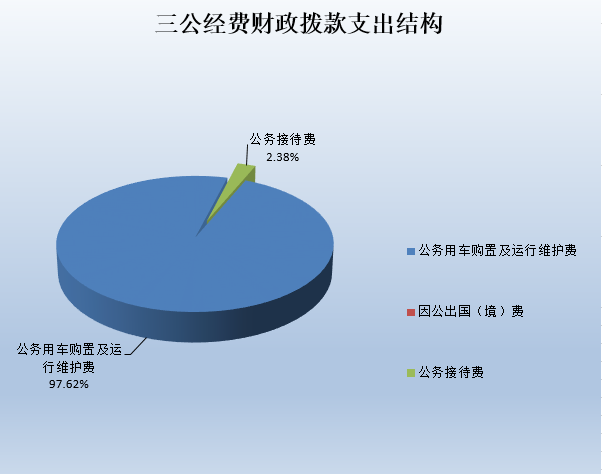 三公经费财政拨款支出结构
公务接待费
2.38%
公务用车购置及运行维护费
因公出国（境）费
公务接待费
公务用车购置及运
行维护费
97.62%